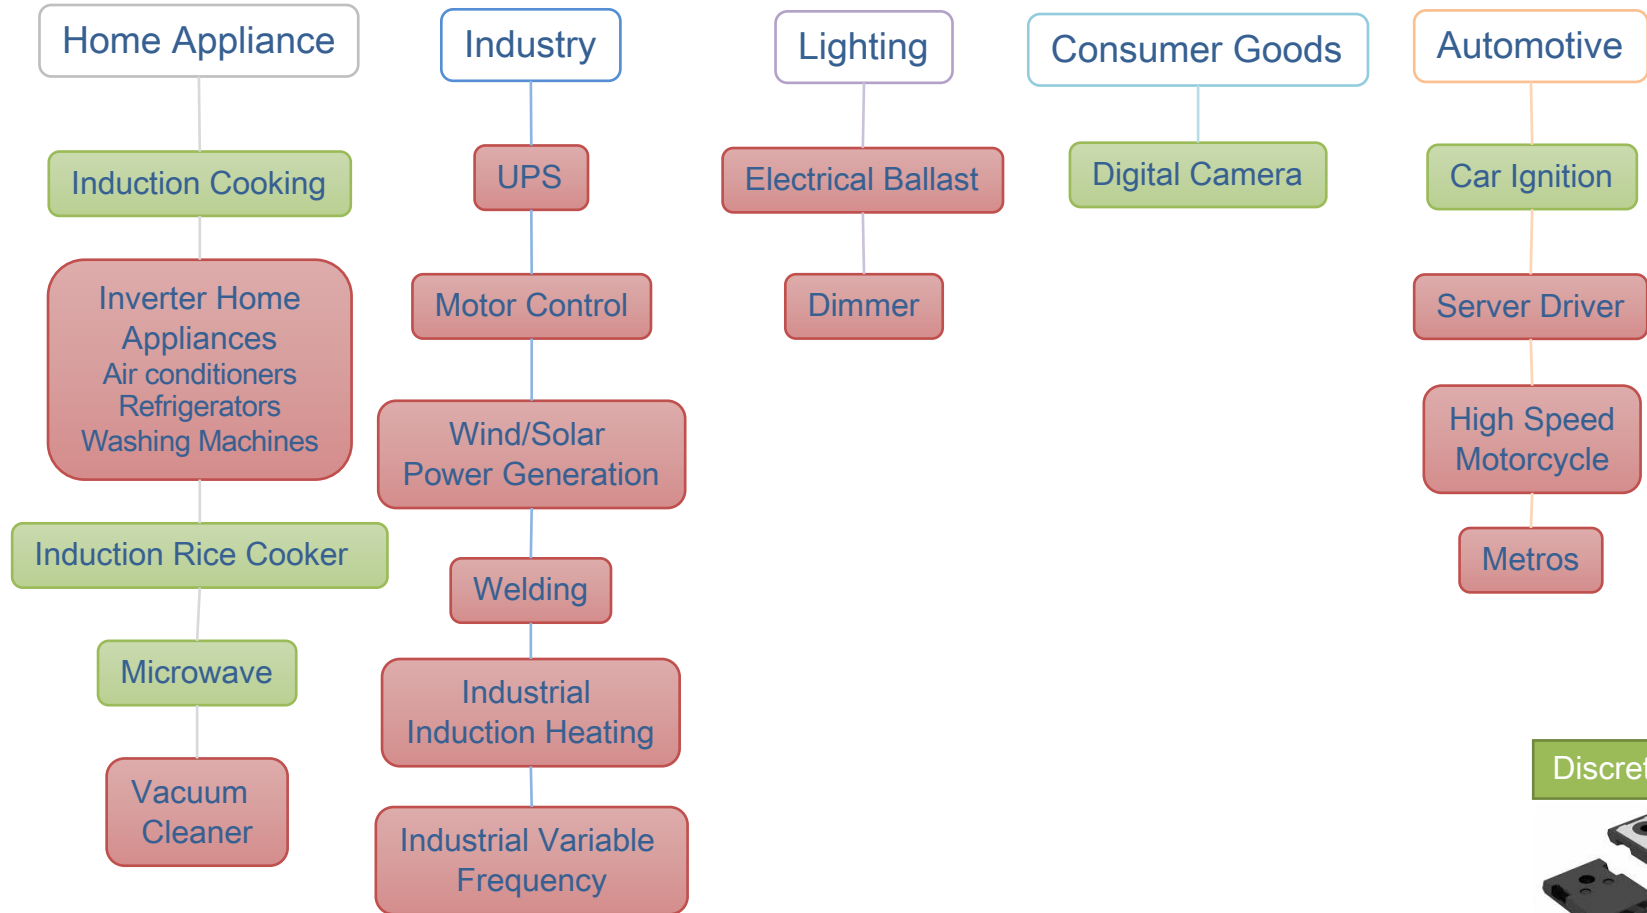 Home Appliance
Induction Cooking
Inverter Home
Appliances
Air conditioners
Refrigerators
Washing Machines
Induction Rice Cooker
Microwave
Vacuum
Cleaner
Industry
UPS
Motor Control
Wind/Solar
Power Generation
Welding
Industrial
Induction Heating
Industrial Variable
Frequency
Lighting
Electrical Ballast
Dimmer
Consumer Goods
Digital Camera
Automotive
Car Ignition
Server Driver
High Speed
Motorcycle
Metros